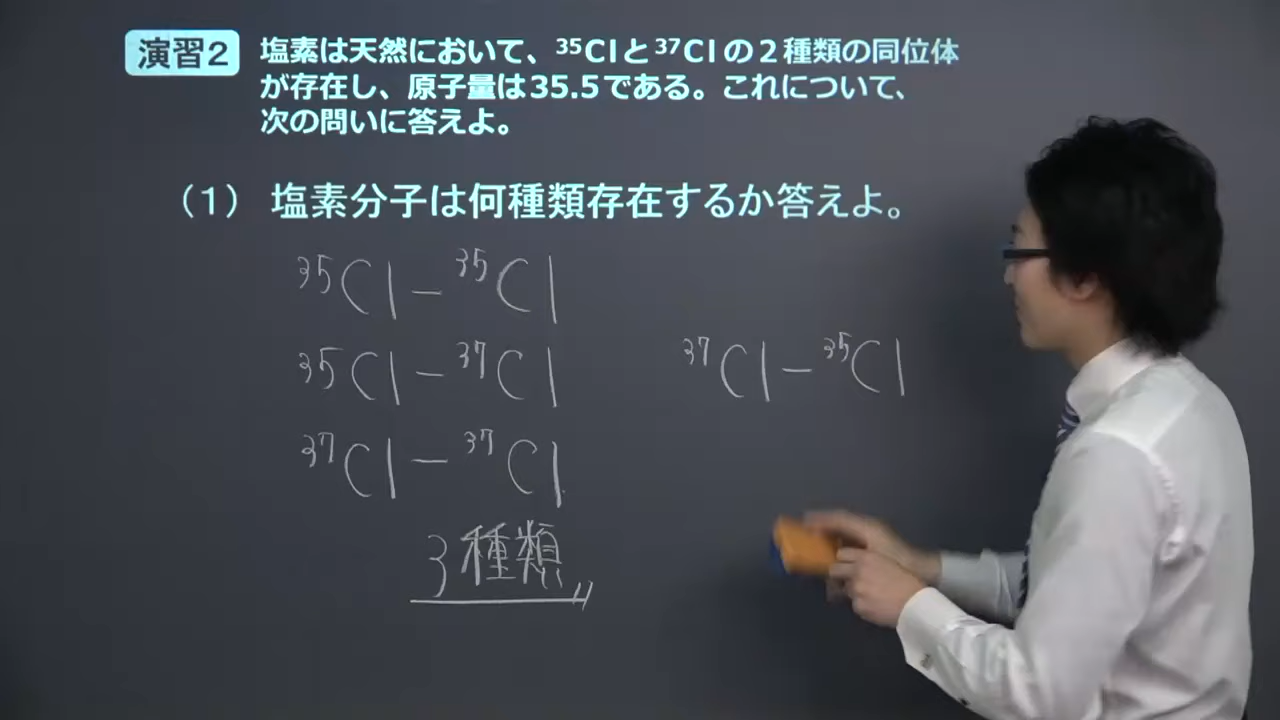 演習2
塩素は天然において、³⁵Clと³⁷Clの2種類の同位体
が存在し、原子量は35.5である。これについて、
次の問いに答えよ。
(1) 塩素分子は何種類存在するか答えよ。
³⁵Cl－³⁵Cl
³⁵Cl－³⁷Cl
³⁷Cl－³⁵Cl
³⁷Cl－³⁷Cl
3種類